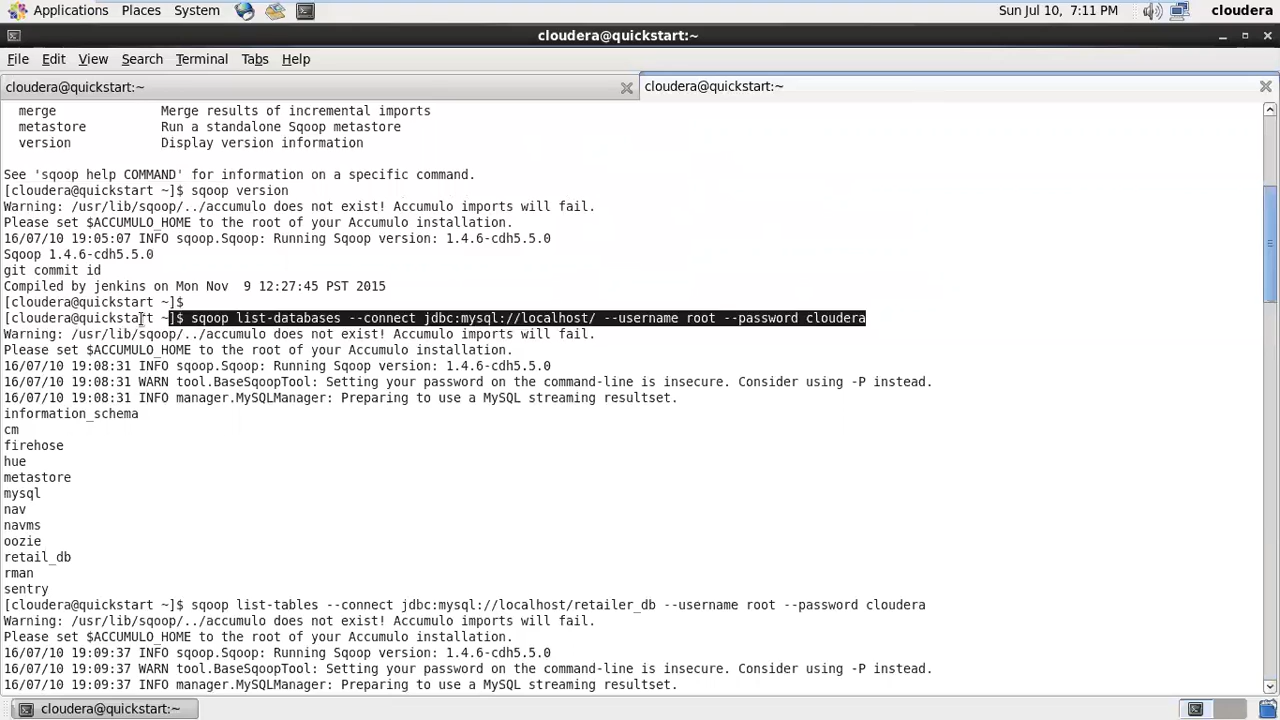 Applications Places System Sun Jul 10, 7:11 PM cloudera
cloudera@quickstart:~
File Edit View Search Terminal Tabs Help
cloudera@quickstart:~ cloudera@quickstart:~
merge Merge results of incremental imports
metastore Run a standalone Sqoop metastore
version Display version information
See 'sqoop help COMMAND' for information on a specific command.
[cloudera@quickstart ~]$ sqoop version
Warning: /usr/lib/sqoop/../accumulo does not exist! Accumulo imports will fail.
Please set $ACCUMULO_HOME to the root of your Accumulo installation.
16/07/10 19:05:07 INFO sqoop.Sqoop: Running Sqoop version: 1.4.6-cdh5.5.0
Sqoop 1.4.6-cdh5.5.0
git commit id
Compiled by jenkins on Mon Nov  9 12:27:45 PST 2015
[cloudera@quickstart ~]$
[cloudera@quickstart ~]$ sqoop list-databases --connect jdbc:mysql://localhost/ --username root --password cloudera
Warning: /usr/lib/sqoop/../accumulo does not exist! Accumulo imports will fail.
Please set $ACCUMULO_HOME to the root of your Accumulo installation.
16/07/10 19:08:31 INFO sqoop.Sqoop: Running Sqoop version: 1.4.6-cdh5.5.0
16/07/10 19:08:31 WARN tool.BaseSqoopTool: Setting your password on the command-line is insecure. Consider using -P instead.
16/07/10 19:08:31 INFO manager.MySQLManager: Preparing to use a MySQL streaming resultset.
information_schema
cm
firehose
hue
metastore
mysql
nav
navms
oozie
retail_db
rman
sentry
[cloudera@quickstart ~]$ sqoop list-tables --connect jdbc:mysql://localhost/retailer_db --username root --password cloudera
Warning: /usr/lib/sqoop/../accumulo does not exist! Accumulo imports will fail.
Please set $ACCUMULO_HOME to the root of your Accumulo installation.
16/07/10 19:09:37 INFO sqoop.Sqoop: Running Sqoop version: 1.4.6-cdh5.5.0
16/07/10 19:09:37 WARN tool.BaseSqoopTool: Setting your password on the command-line is insecure. Consider using -P instead.
16/07/10 19:09:37 INFO manager.MySQLManager: Preparing to use a MySQL streaming resultset.
cloudera@quickstart:~